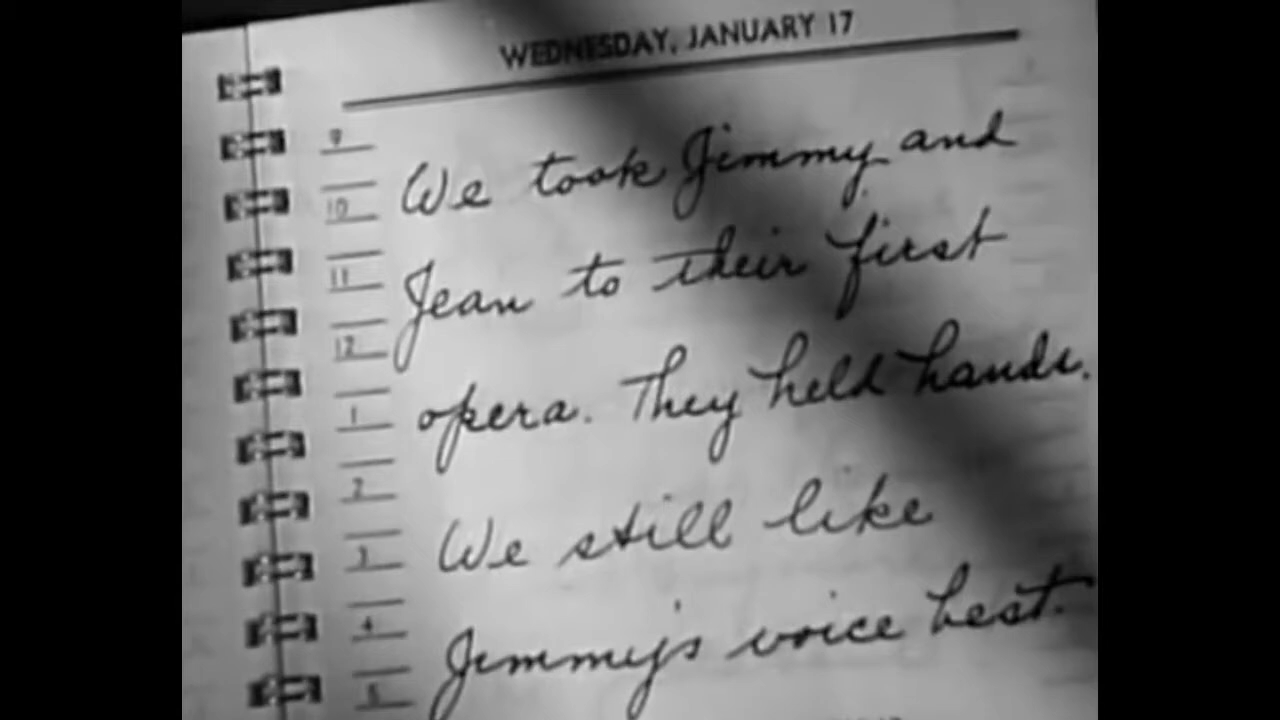 WEDNESDAY, JANUARY 17
9
We took Jimmy and
10
Jean to their first
11
12
opera. They held hands.
1
2
We still like
3
4
Jimmy's voice best.
5